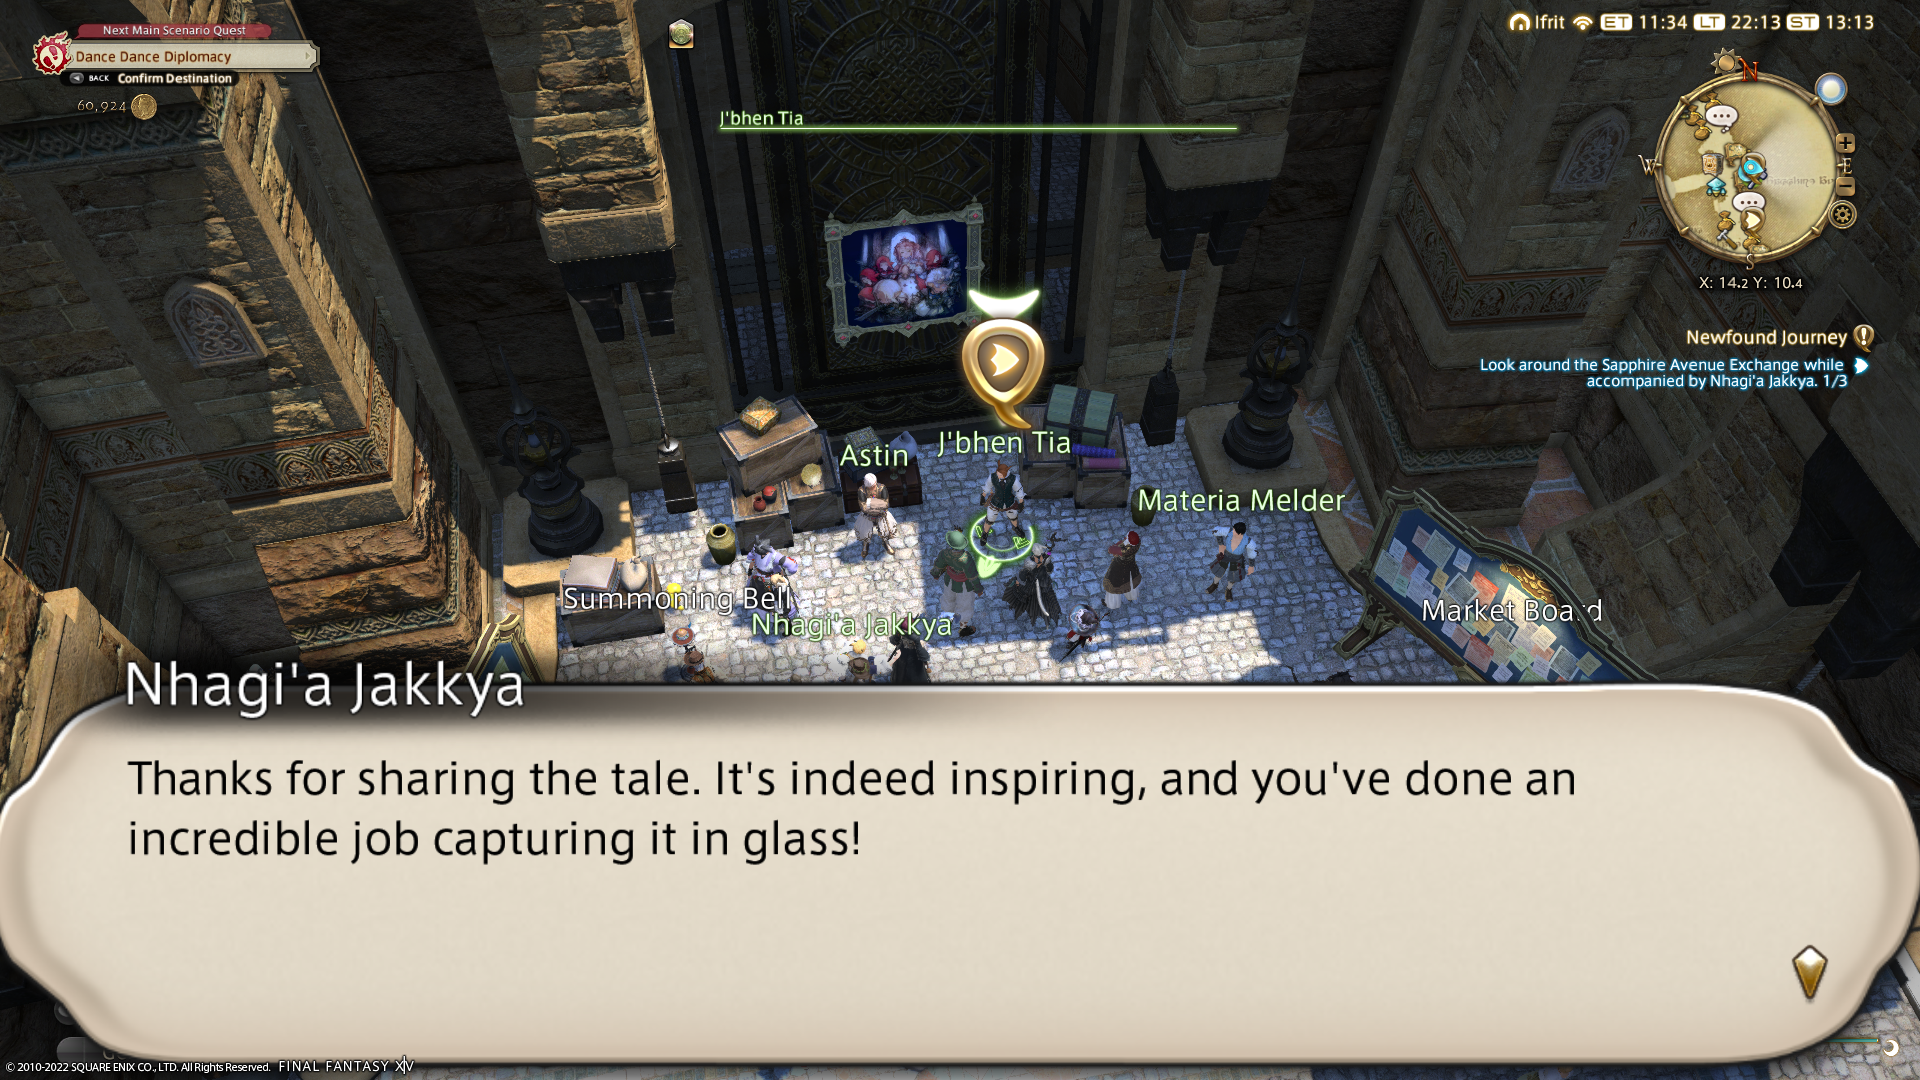 Next Main Scenario Quest
Dance Dance Diplomacy
BACK Confirm Destination
60,924
Ifrit ET 11:34 LT 22:13 ST 13:13
N
W
E
S
X: 14.2 Y: 10.4
J'bhen Tia
Newfound Journey
Look around the Sapphire Avenue Exchange while
accompanied by Nhagi'a Jakkya. 1/3
Astin
J'bhen Tia
Materia Melder
Summoning Bell
Nhagi'a Jakkya
Market Board
Nhagi'a Jakkya
Thanks for sharing the tale. It's indeed inspiring, and you've done an
incredible job capturing it in glass!
© 2010-2022 SQUARE ENIX CO., LTD. All Rights Reserved. FINAL FANTASY XIV